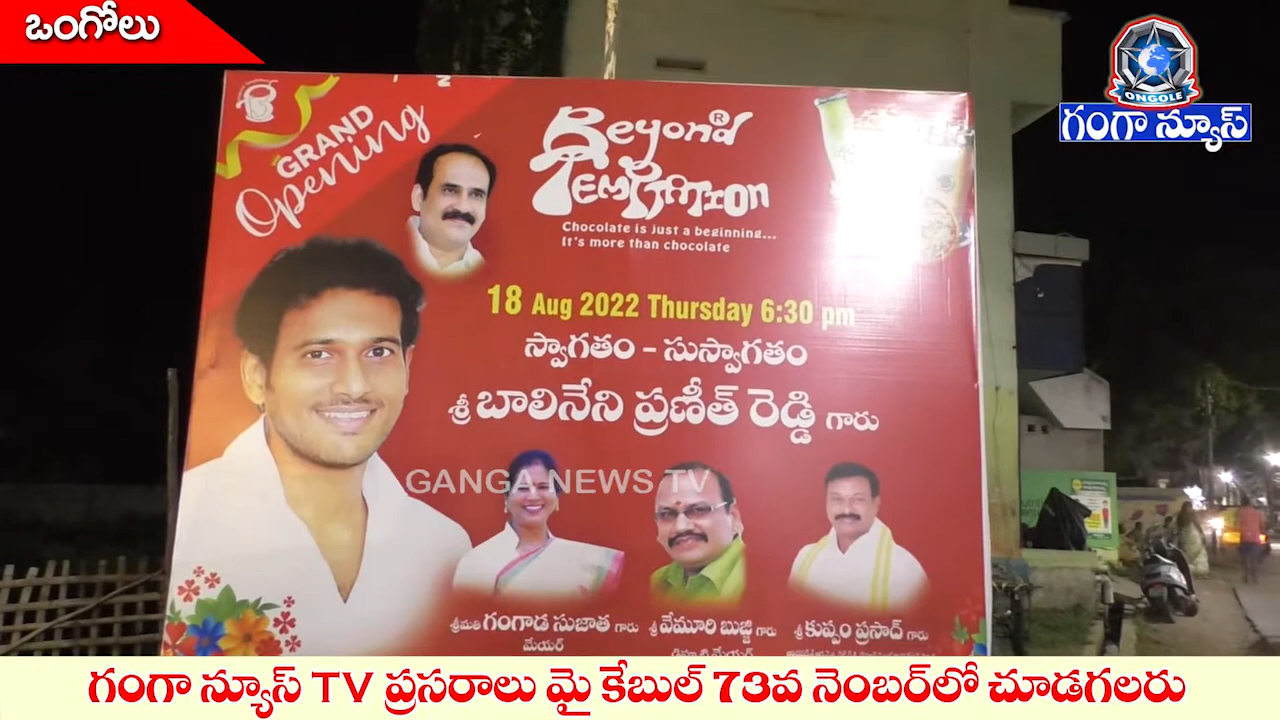 ఒంగోలు
ONGOLE
గంగా న్యూస్
GRAND
Opening
Beyond®
Temptation
Chocolate is just a beginning...
It's more than chocolate
18 Aug 2022 Thursday 6:30 pm
స్వాగతం - సుస్వాగతం
శ్రీ బాలినేని ప్రణీత్ రెడ్డి గారు
GANGA NEWS TV
శ్రీమతి గంగాడ సుజాత గారు
మేయర్
శ్రీ వేమూరి బుజ్జి గారు
డిప్యూటి మేయర్
శ్రీ కుప్పం ప్రసాద్ గారు
గంగా న్యూస్ TV ప్రసరాలు మై కేబుల్ 73వ నెంబర్‌లో చూడగలరు